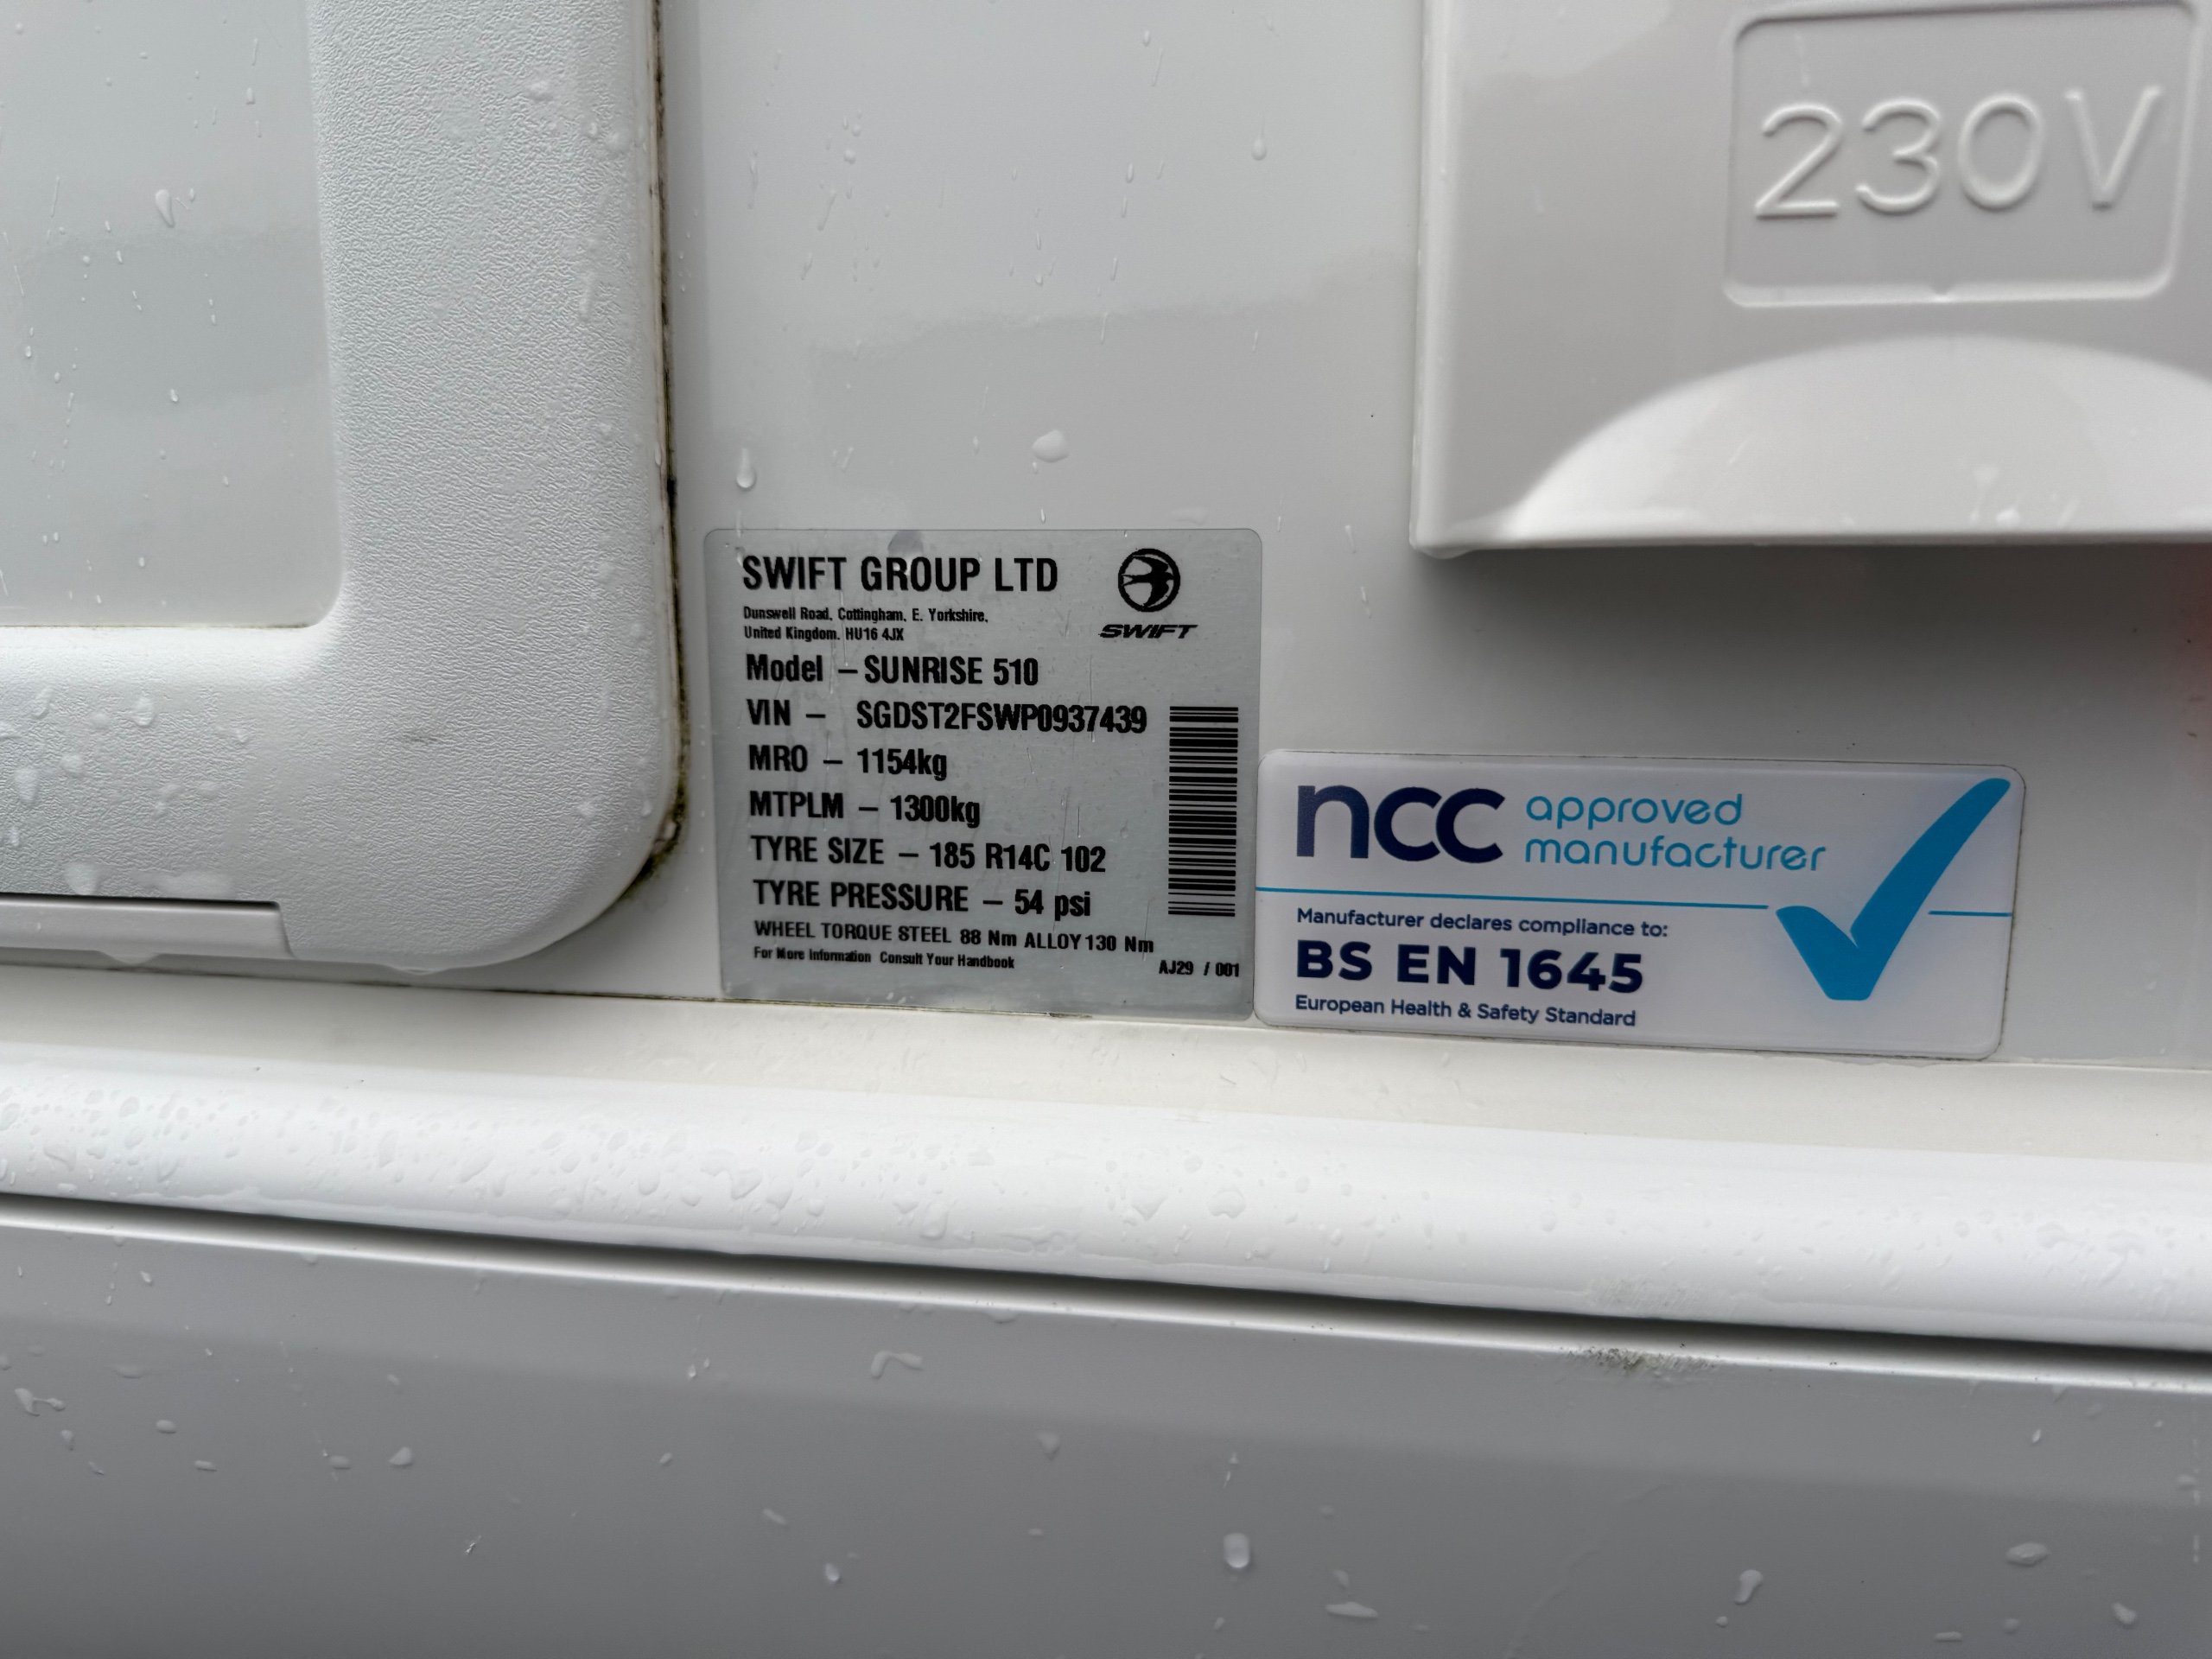 230V
SWIFT GROUP LTD
Dunswell Road, Cottingham, E. Yorkshire,
United Kingdom. HU16 4JX
SWIFT
Model – SUNRISE 510
VIN – SGDST2FSWP0937439
MRO – 1154kg
MTPLM – 1300kg
TYRE SIZE – 185 R14C 102
TYRE PRESSURE – 54 psi
WHEEL TORQUE STEEL 88 Nm ALLOY 130 Nm
For More Information Consult Your Handbook
AJ29 / 001
ncc approved
manufacturer
Manufacturer declares compliance to:
BS EN 1645
European Health & Safety Standard